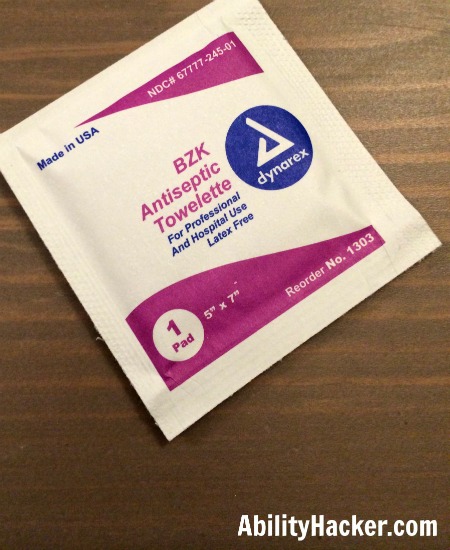 NDC# 67777-245-01
Made in USA
BZK
Antiseptic
Towelette
For Professional
And Hospital Use
Latex Free
dynarex
1
Pad
5" x 7"
Reorder No. 1303
AbilityHacker.com